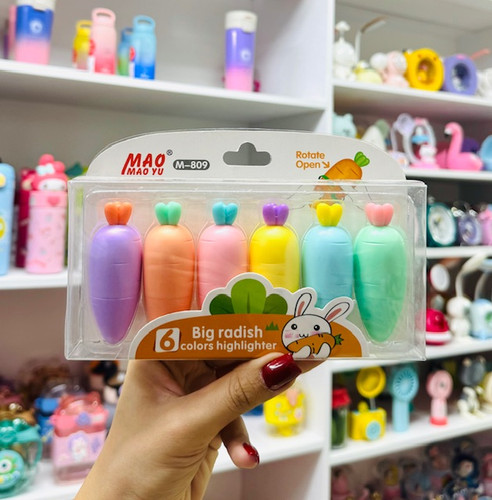 MAO®
MAO YU
M-809
Rotate
Open
6
Big radish
colors highlighter